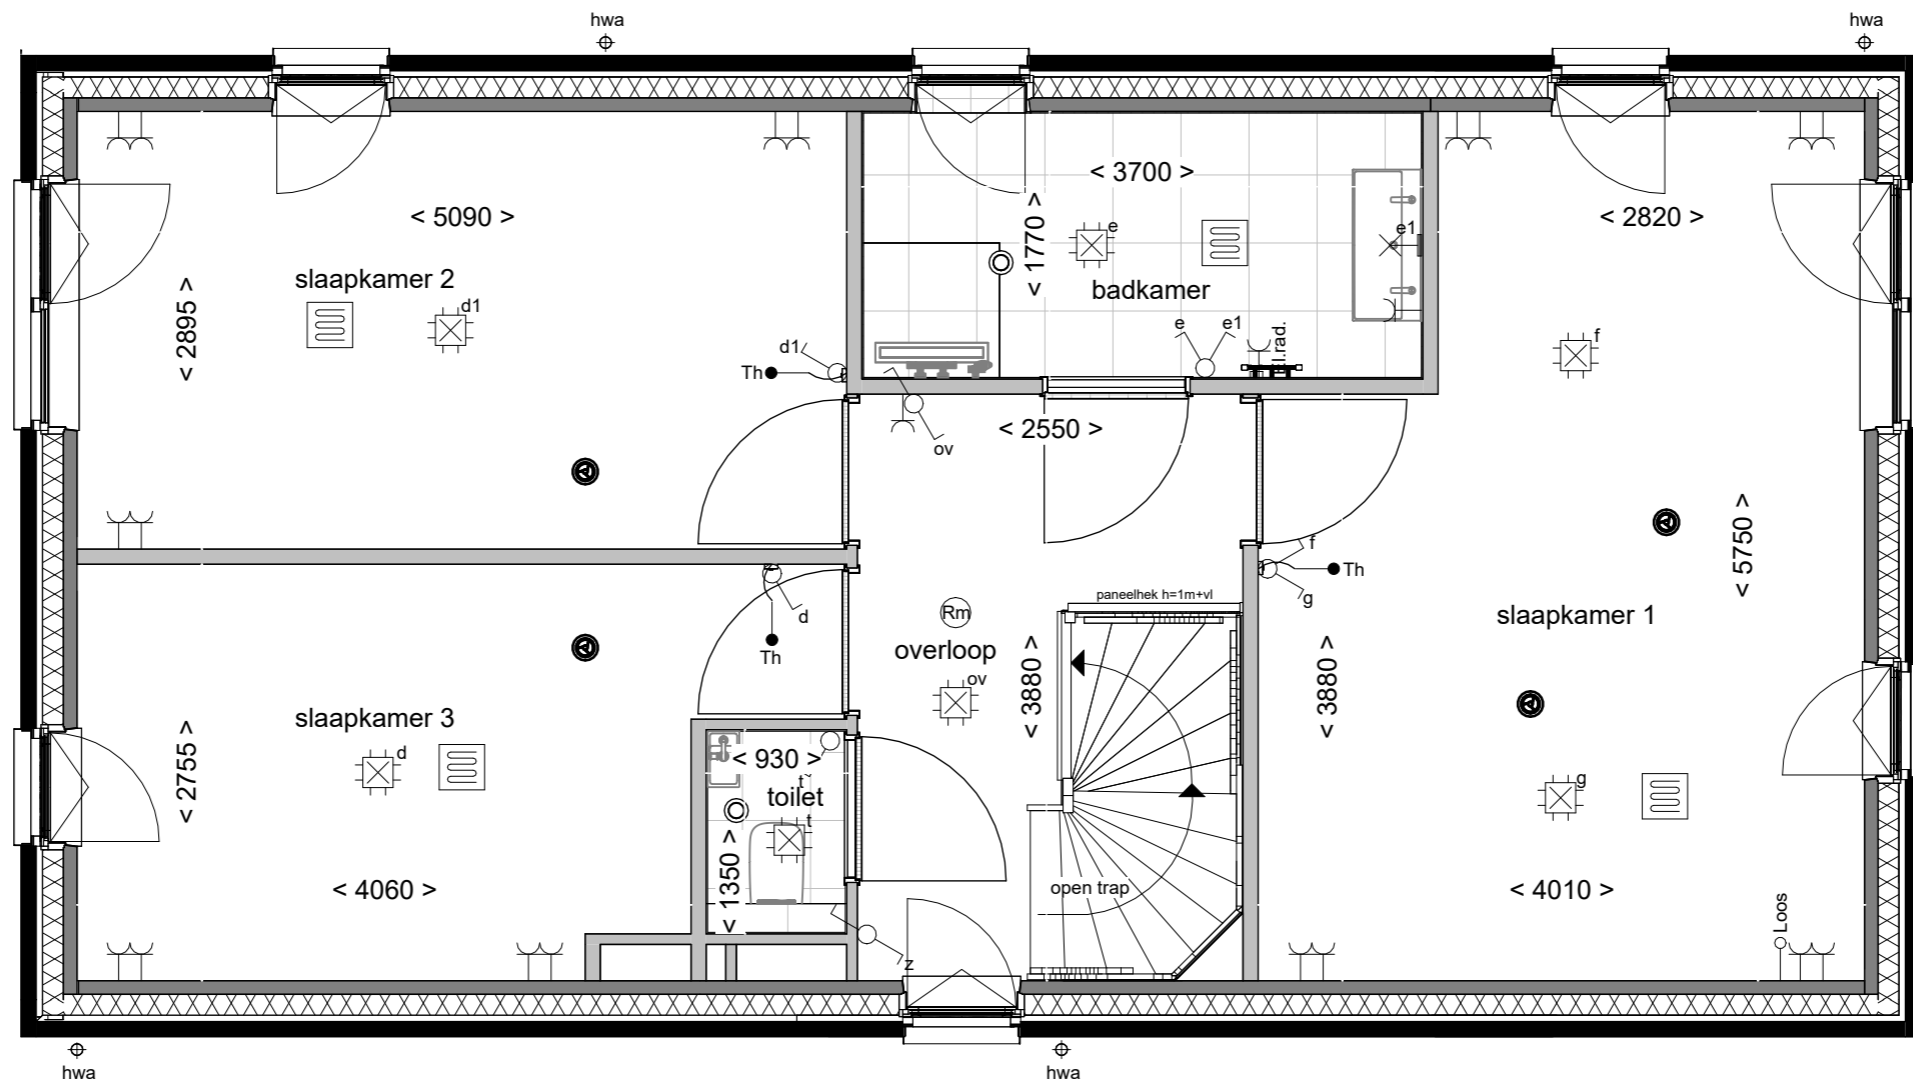 hwa
hwa
< 3700 >
< 5090 >
< 2820 >
< 1770 >
e
e1
slaapkamer 2
badkamer
d1
< 2895 >
e
e1
el.rad.
f
d1
Th
< 2550 >
ov
f
Th
g
< 5750 >
d
Th
paneelhek h=1m+vl
Rm
overloop
ov
< 3880 >
< 3880 >
slaapkamer 1
slaapkamer 3
d
< 2755 >
< 930 >
t
toilet
t
< 1350 >
g
open trap
< 4060 >
< 4010 >
Loos
z
hwa
hwa